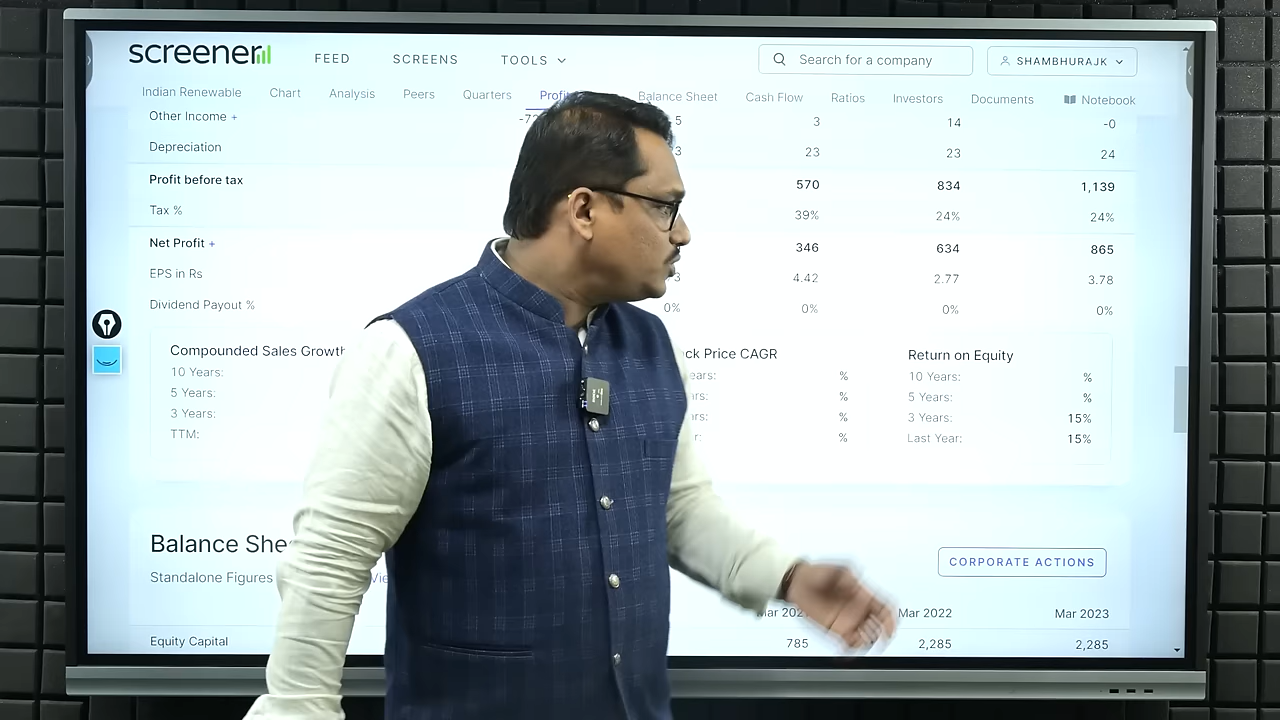 screener
FEED SCREENS TOOLS Search for a company SHAMBHURAJK
Indian Renewable Chart Analysis Peers Quarters Profit Balance Sheet Cash Flow Ratios Investors Documents Notebook
Other Income + 5 3 14 -0
Depreciation 3 23 23 24
Profit before tax 570 834 1,139
Tax % 39% 24% 24%
Net Profit + 346 634 865
EPS in Rs 3 4.42 2.77 3.78
Dividend Payout % 0% 0% 0% 0%
Compounded Sales Growth Price CAGR Return on Equity
10 Years: % 10 Years: %
5 Years: % 5 Years: %
3 Years: % 3 Years: 15%
TTM: % Last Year: 15%
Balance
CORPORATE ACTIONS
Standalone Figures
Mar Mar 2022 Mar 2023
Equity Capital 785 2,285 2,285